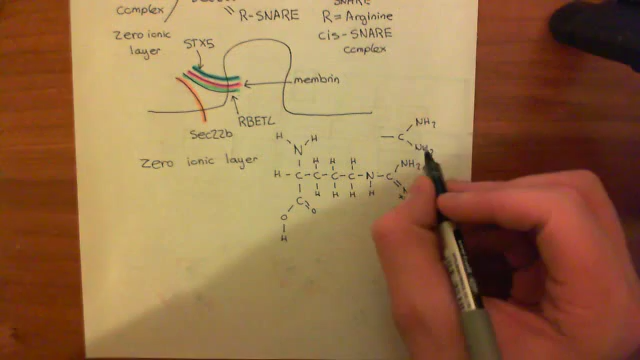 complex
R-SNARE
SNARE
R = Arginine
cis-SNARE
complex
zero ionic
layer
STX5
membrin
RBET1
Sec22b
zero ionic layer
H H
N
H H H
H - C - C - C - C - N - C
H H H H
NH2
C
O
O
H
C
NH2
NH2